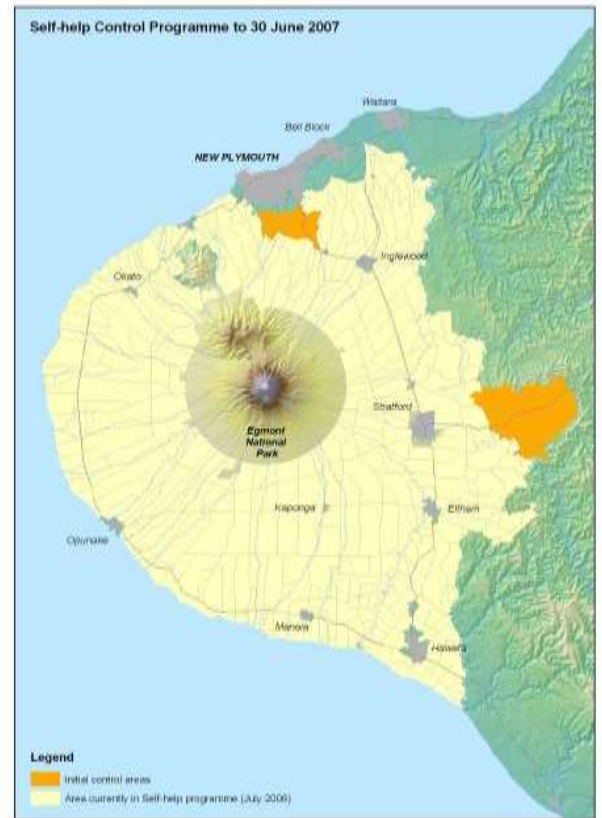 Self-help Control Programme to 30 June 2007
Waitara
Bell Block
NEW PLYMOUTH
Inglewood
Okato
Stratford
Egmont
National
Park
Kaponga
Eltham
Opunake
Manaia
Hawera
Legend
Initial control areas
Area currently in Self-help programme (July 2006)